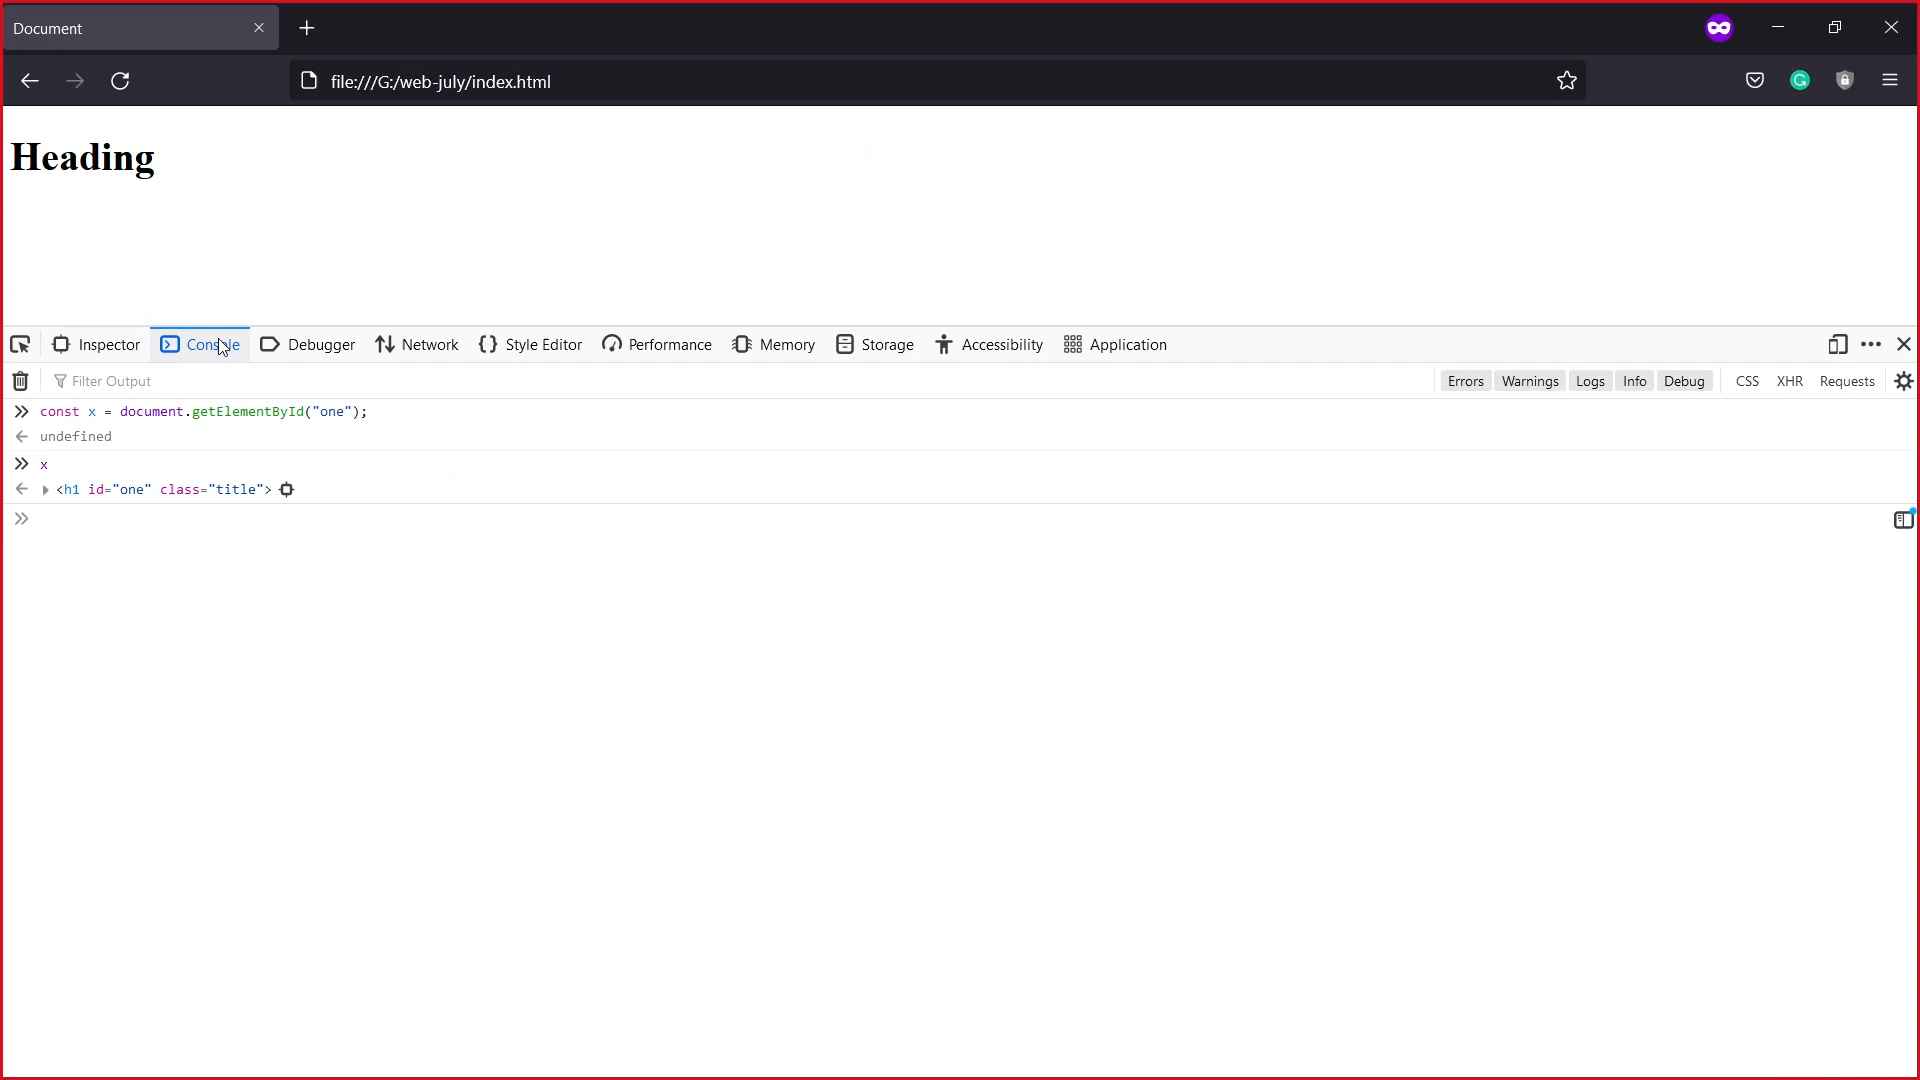 Document
file:///G:/web-july/index.html
Heading
Inspector Console Debugger Network Style Editor Performance Memory Storage Accessibility Application
Filter Output Errors Warnings Logs Info Debug CSS XHR Requests
const x = document.getElementById("one");
undefined
x
<h1 id="one" class="title">